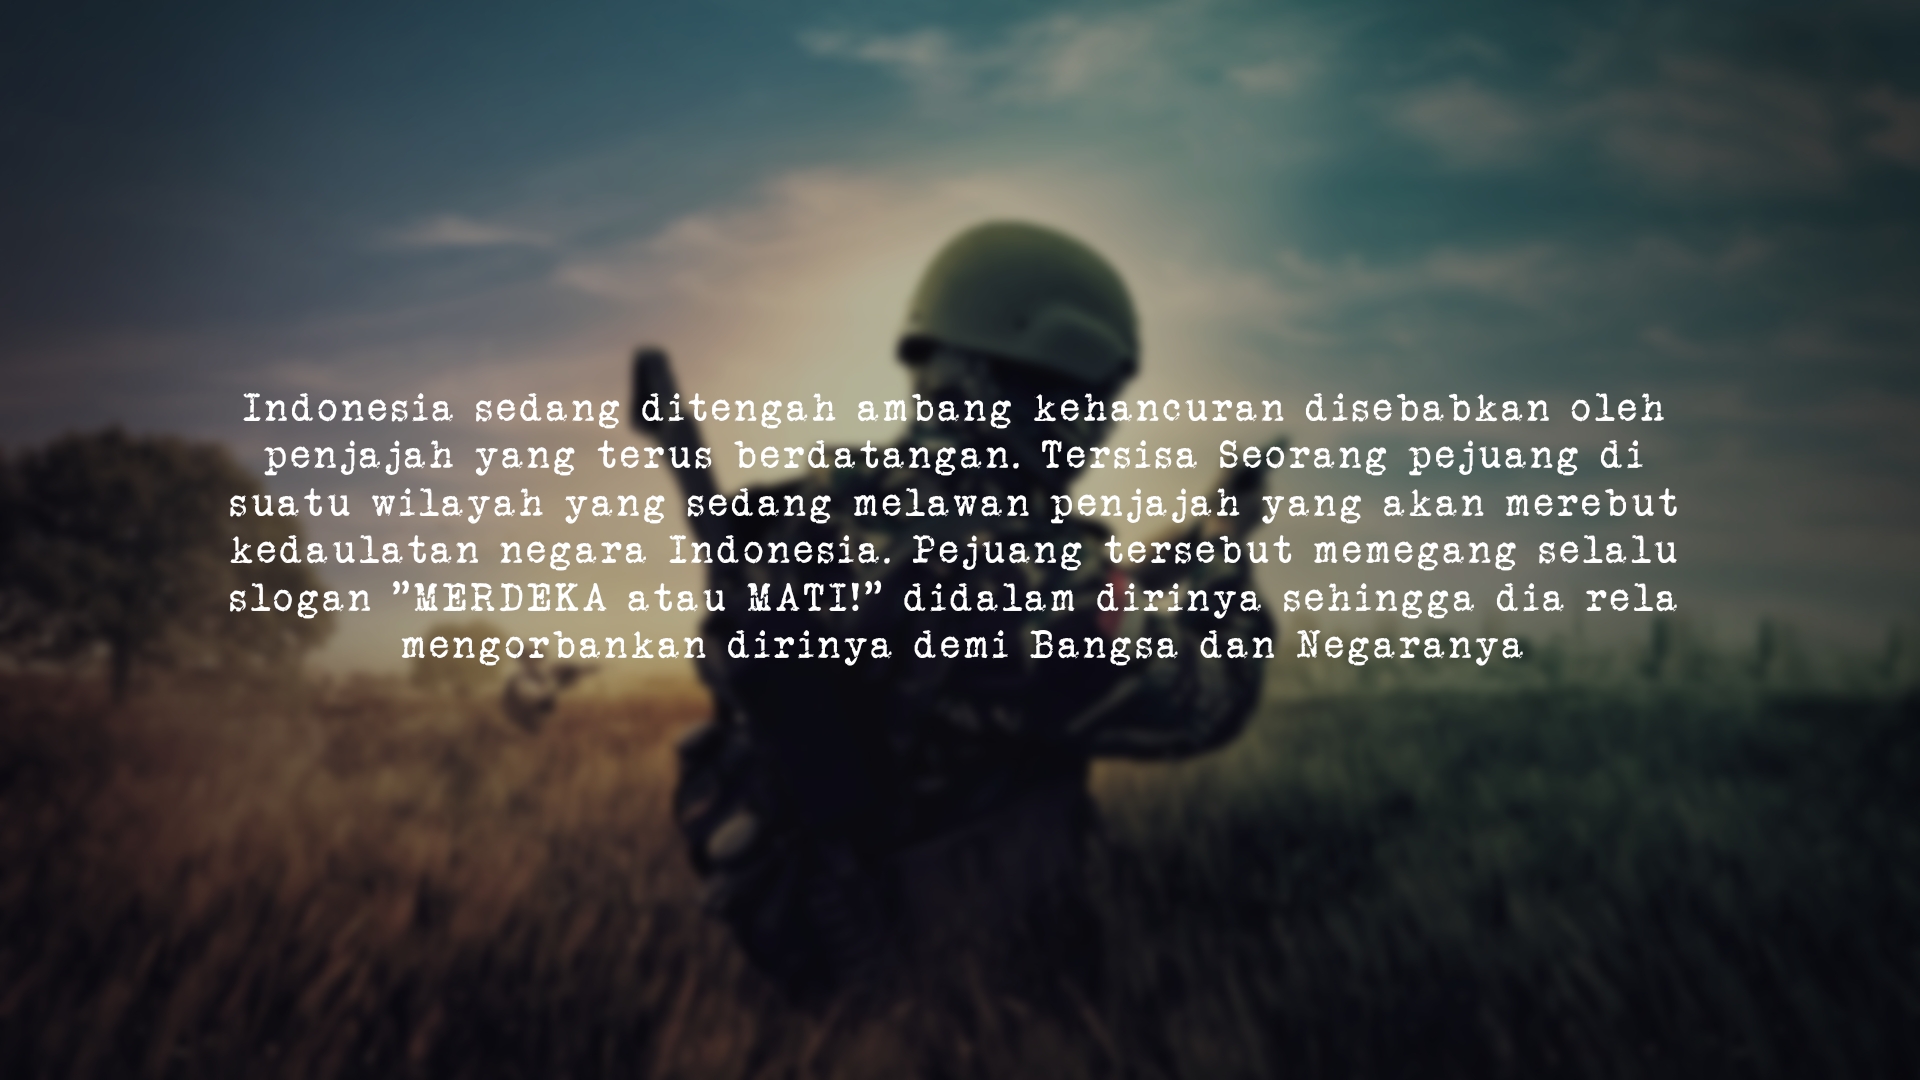 Indonesia sedang ditengah ambang kehancuran disebabkan oleh
penjajah yang terus berdatangan. Tersisa Seorang pejuang di
suatu wilayah yang sedang melawan penjajah yang akan merebut
kedaulatan negara Indonesia. Pejuang tersebut memegang selalu
slogan ”MERDEKA atau MATI!” didalam dirinya sehingga dia rela
mengorbankan dirinya demi Bangsa dan Negaranya